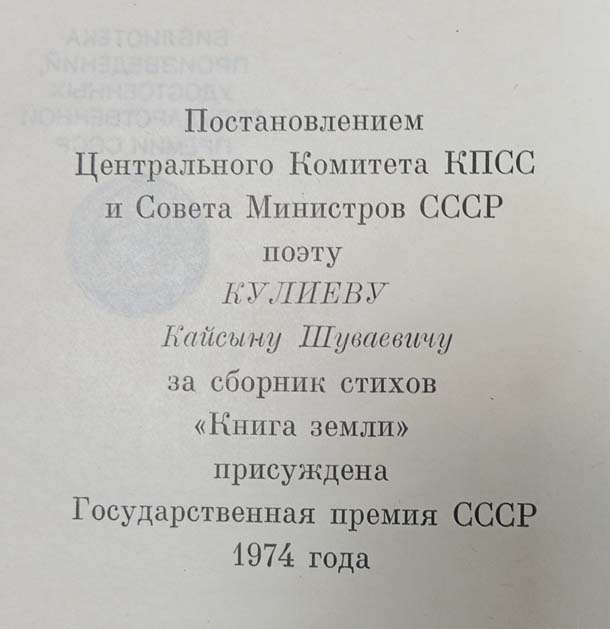 Постановлением
Центрального Комитета КПСС
и Совета Министров СССР
поэту
КУЛИЕВУ
Кайсыну Шуваевичу
за сборник стихов
«Книга земли»
присуждена
Государственная премия СССР
1974 года